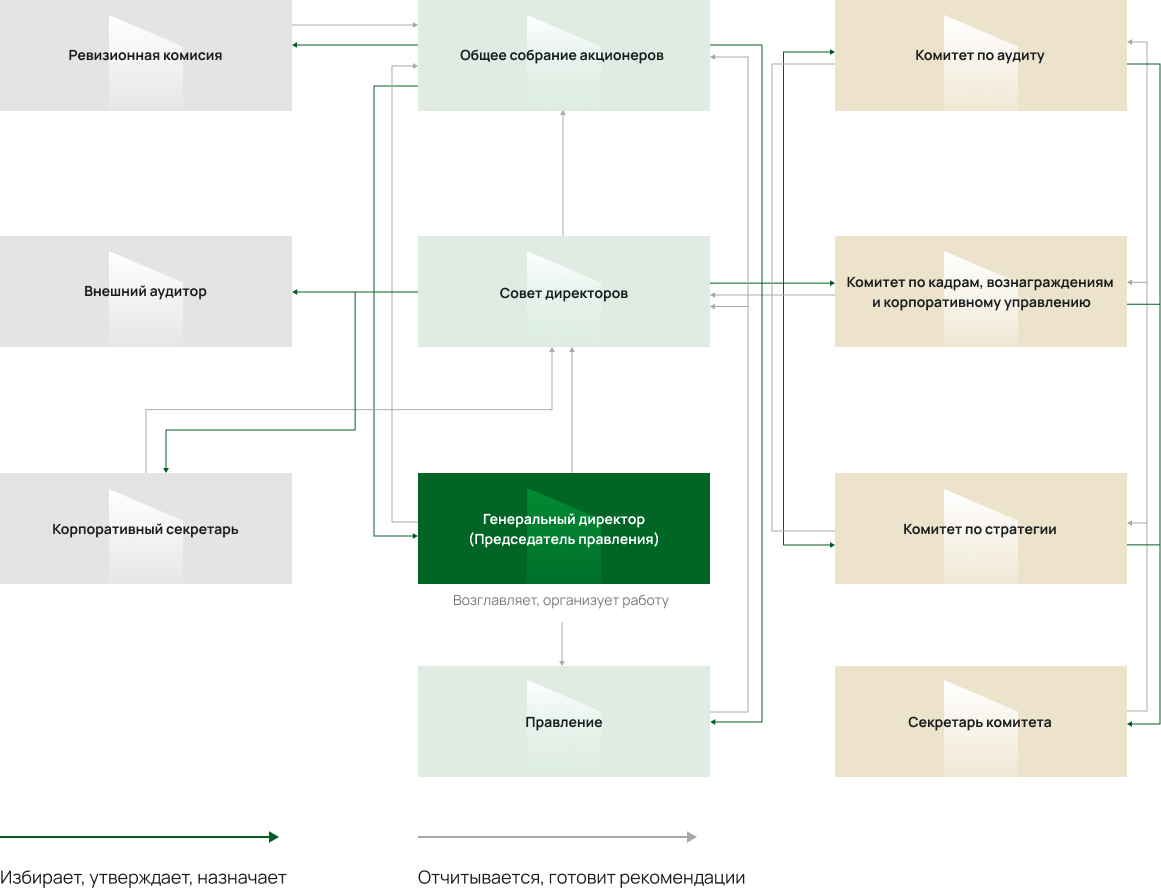 Ревизионная комисия
Общее собрание акционеров
Комитет по аудиту
Внешний аудитор
Совет директоров
Комитет по кадрам, вознаграждениям
и корпоративному управлению
Корпоративный секретарь
Генеральный директор
(Председатель правления)
Комитет по стратегии
Возглавляет, организует работу
Правление
Секретарь комитета
Избирает, утверждает, назначает
Отчитывается, готовит рекомендации